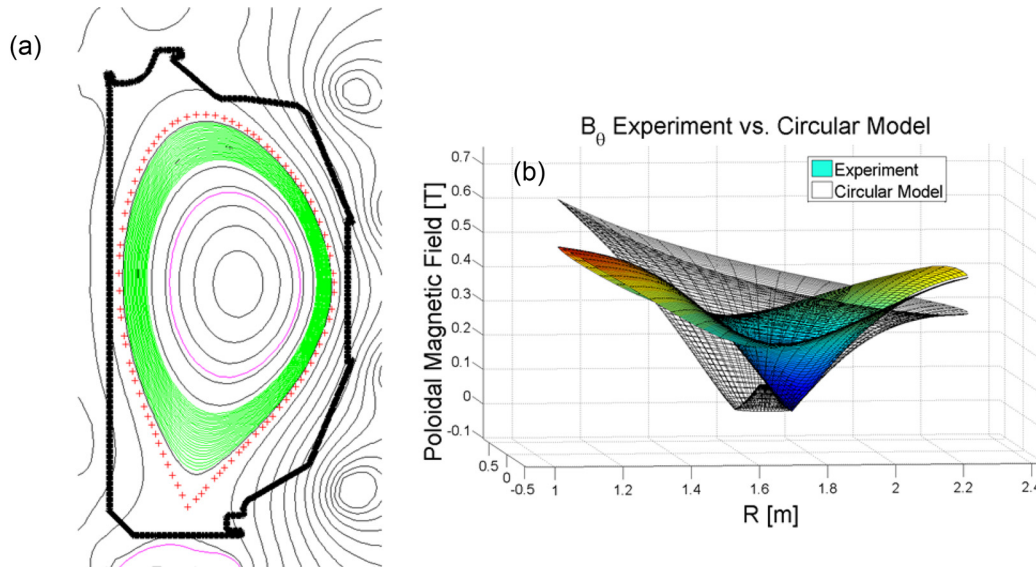 (a)
B_θ Experiment vs. Circular Model
(b)
Experiment
Circular Model
Poloidal Magnetic Field [T]
0.7
0.6
0.5
0.4
0.3
0.2
0.1
0
-0.1
0.5
0
-0.5
1
1.2
1.4
1.6
1.8
2
2.2
2.4
R [m]